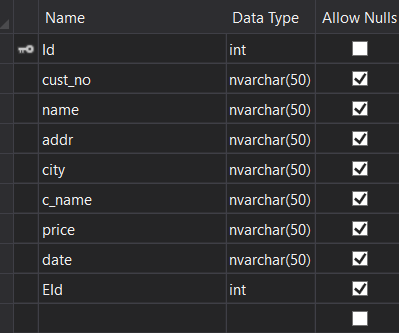 Name Data Type Allow Nulls
Id int
cust_no nvarchar(50)
name nvarchar(50)
addr nvarchar(50)
city nvarchar(50)
c_name nvarchar(50)
price nvarchar(50)
date nvarchar(50)
EId int